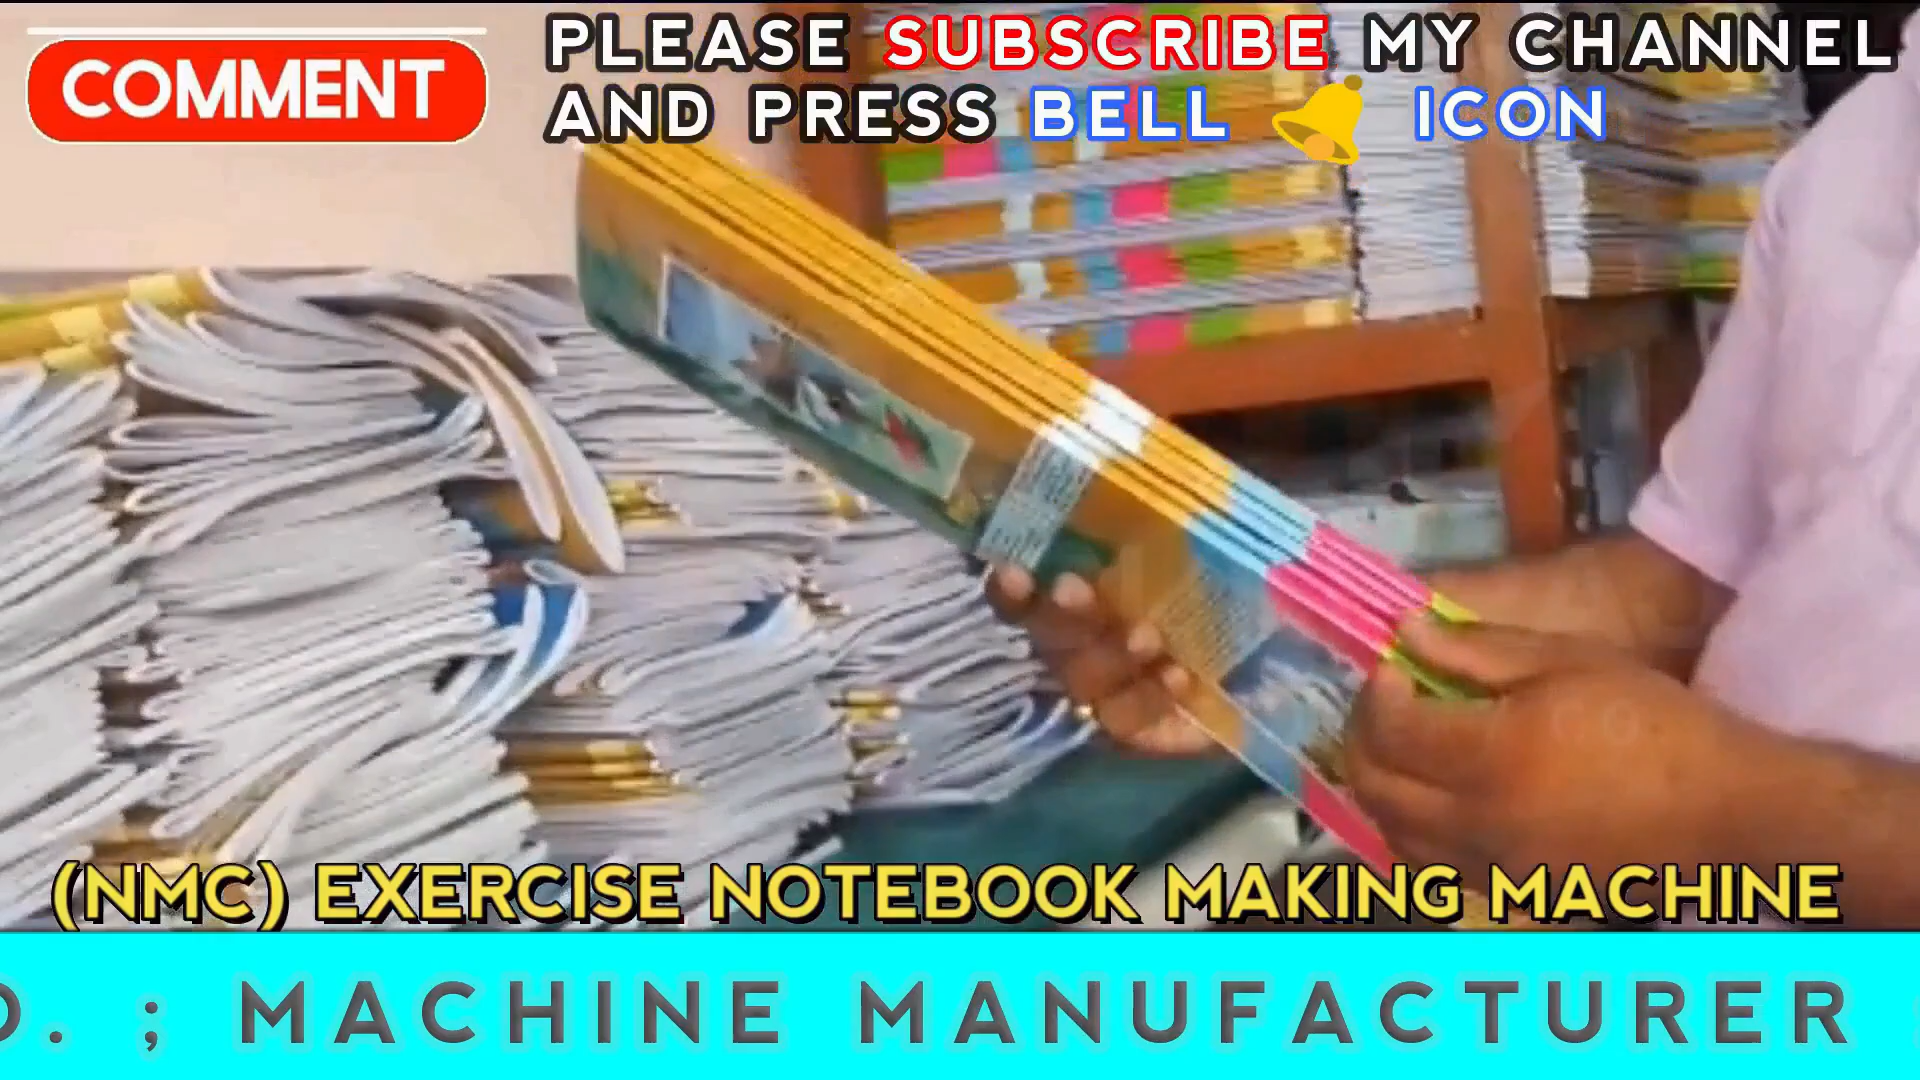 COMMENT
PLEASE SUBSCRIBE MY CHANNEL
AND PRESS BELL 🔔 ICON
(NMC) EXERCISE NOTEBOOK MAKING MACHINE
. ; MACHINE MANUFACTURER